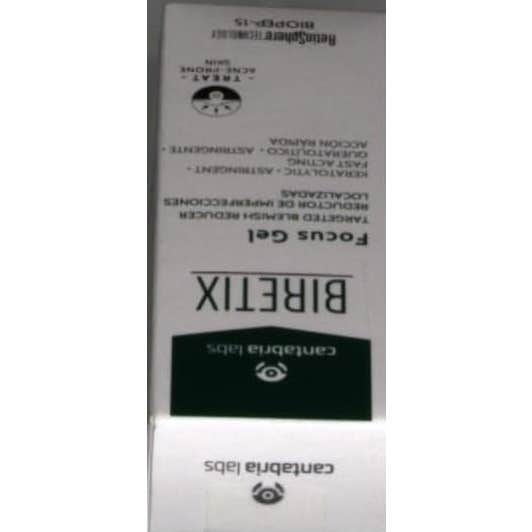 cantabria labs
cantabria labs
BIRETIX
Focus Gel
TARGETED BLEMISH REDUCER
REDUCTOR DE IMPERFECCIONES
LOCALIZADAS
KERATOLYTIC · ASTRINGENT ·
FAST ACTING
QUERATOLÍTICO · ASTRINGENTE ·
ACCIÓN RÁPIDA
· TREAT ·
ACNE-PRONE
SKIN
RetinSphere TECHNOLOGY
BIOPEP-15